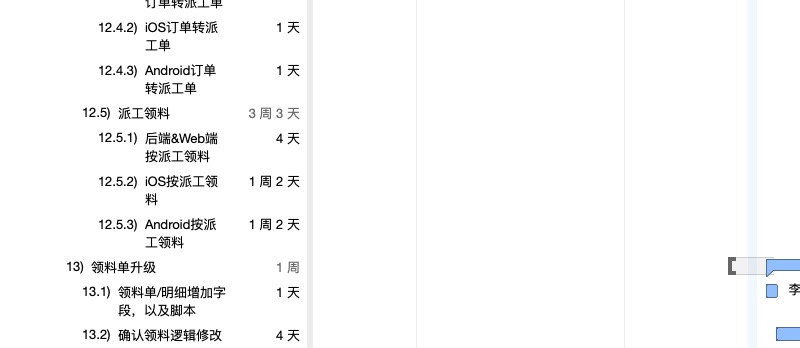 订单转派工单
12.4.2) iOS订单转派 1 天
工单
12.4.3) Android订单 1 天
转派工单
12.5) 派工领料 3 周 3 天
12.5.1) 后端&Web端 4 天
按派工领料
12.5.2) iOS按派工领 1 周 2 天
料
12.5.3) Android按派 1 周 2 天
工领料
13) 领料单升级 1 周
13.1) 领料单/明细增加字 1 天 李
段，以及脚本
13.2) 确认领料逻辑修改 4 天